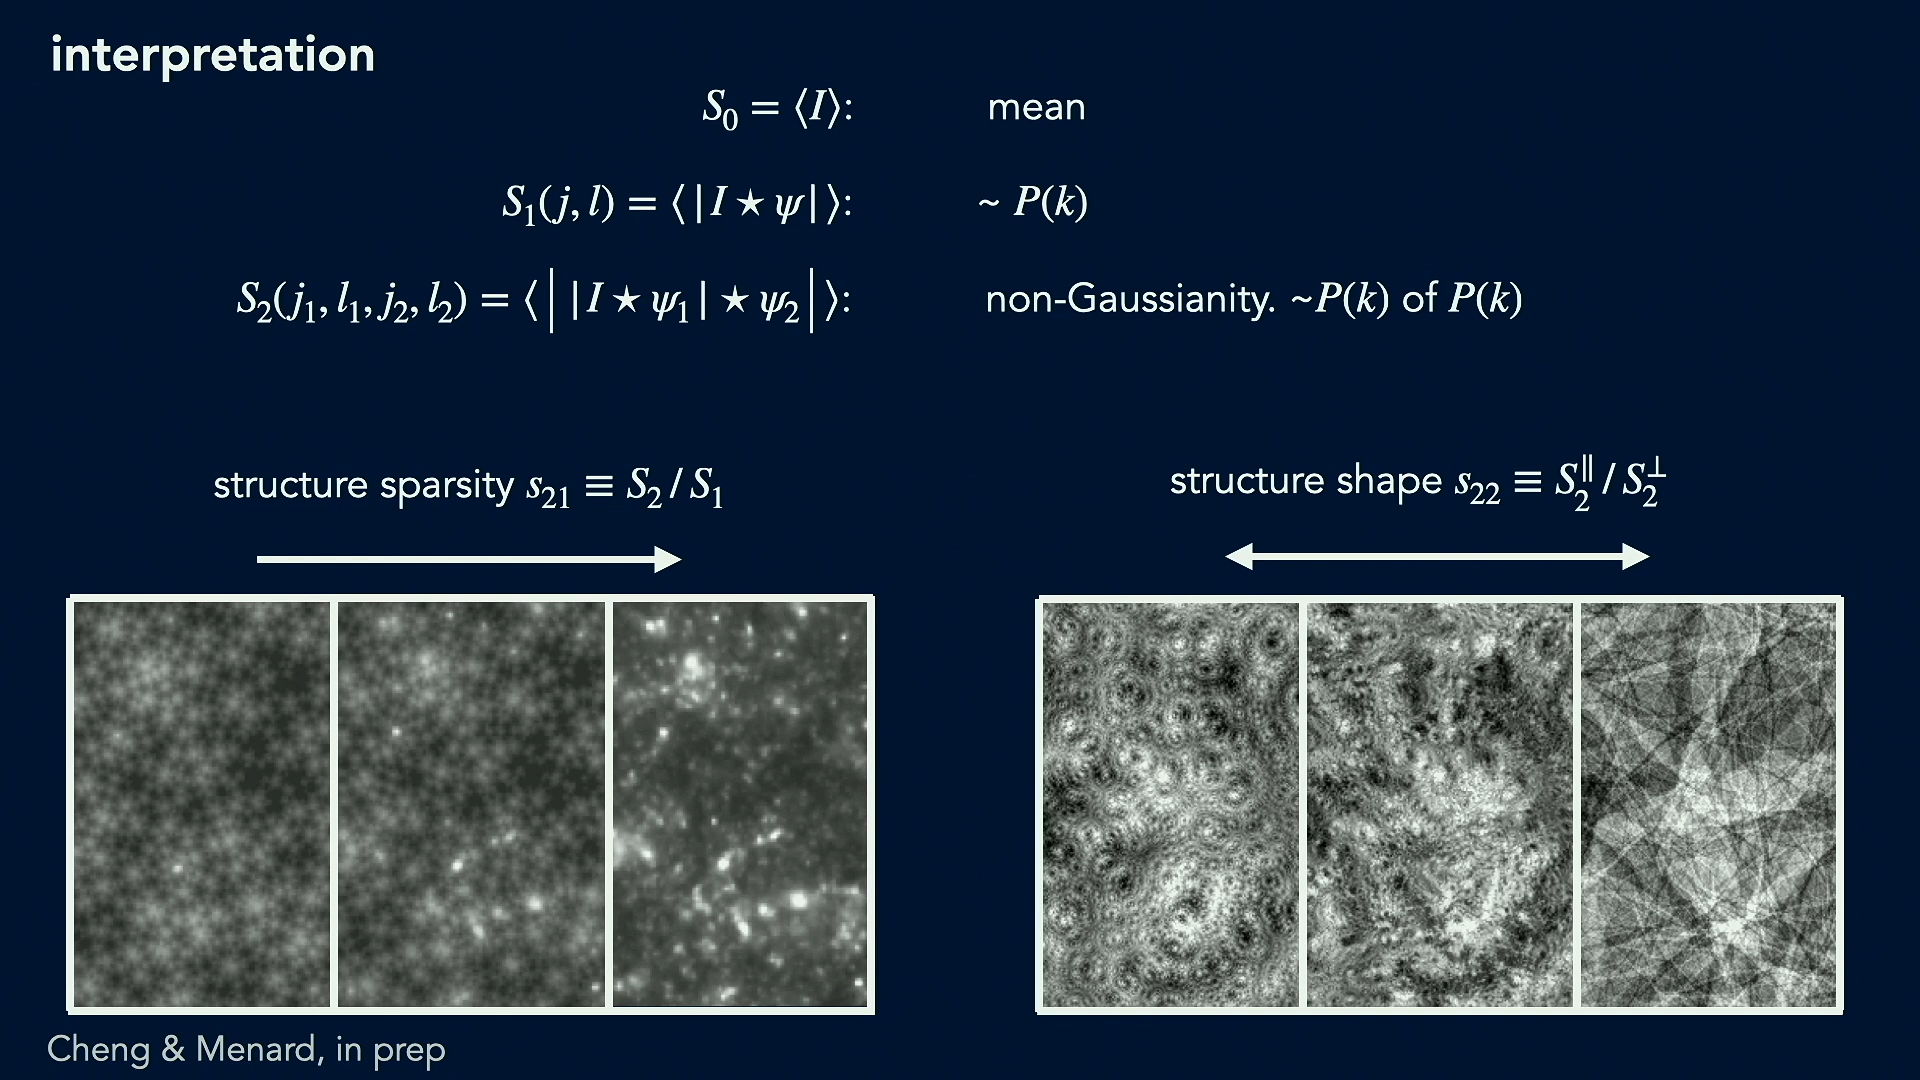 interpretation
S₀ = ⟨I⟩: mean
S₁(j, l) = ⟨|I ⋆ ψ|⟩: ~ P(k)
S₂(j₁, l₁, j₂, l₂) = ⟨||I ⋆ ψ₁| ⋆ ψ₂|⟩: non-Gaussianity. ~P(k) of P(k)
structure sparsity s₂₁ ≡ S₂ / S₁
structure shape s₂₂ ≡ S₂^∥ / S₂^⊥
Cheng & Menard, in prep